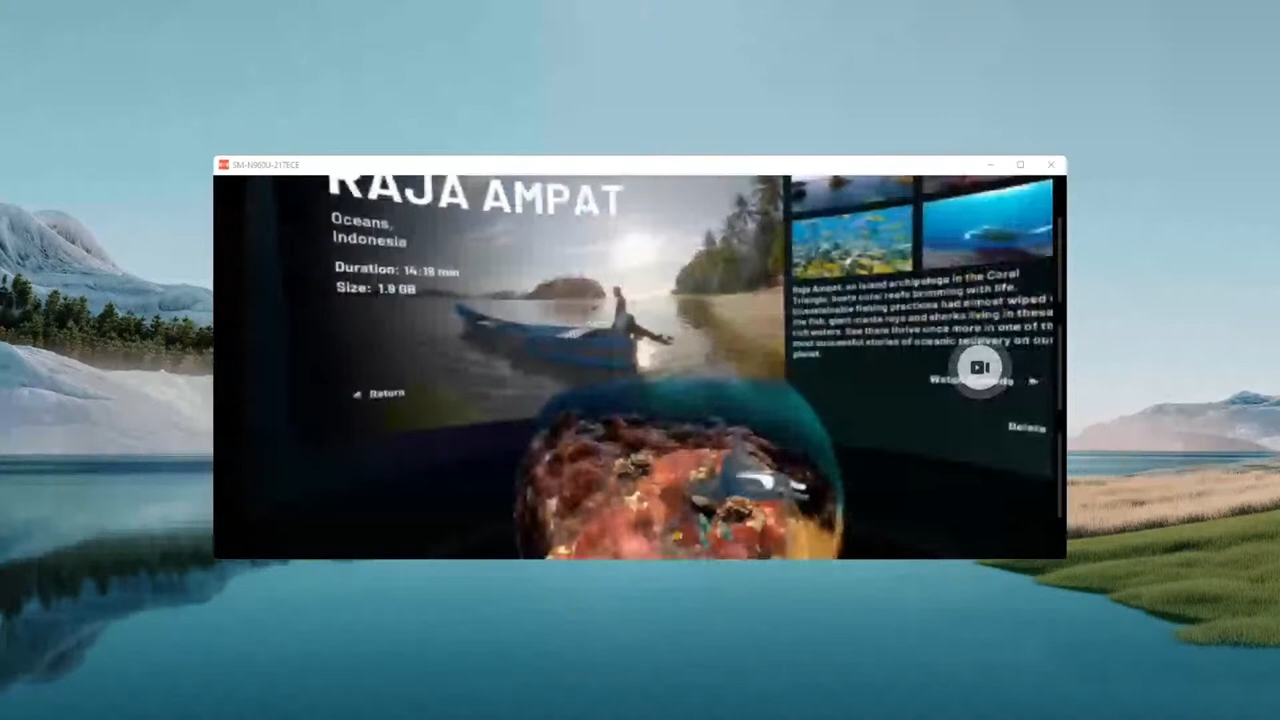 SM-N960U-217ECE
RAJA AMPAT
Oceans,
Indonesia
Duration: 14:18 min
Size: 1.9 GB
Return
Raja Ampat, an island archipelago in the Coral
Triangle, boats coral reefs brimming with life.
Unsustainable fishing practices had almost wiped
the fish, giant manta rays and sharks living in these
rich waters. See them thrive once more in one of th
most successful stories of oceanic recovery on our
planet.
Delete